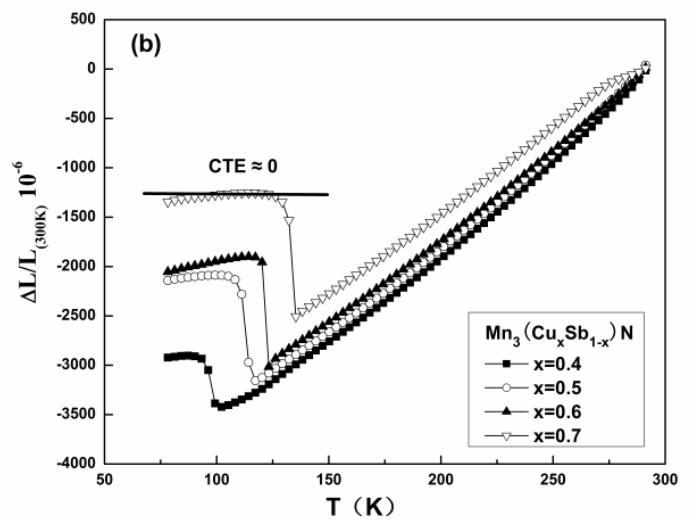 (b)
500
0
-500
-1000
-1500
-2000
-2500
-3000
-3500
-4000
ΔL/L(300K) 10-6
CTE ≈ 0
Mn3(CuxSb1-x)N
x=0.4
x=0.5
x=0.6
x=0.7
50
100
150
200
250
300
T (K)